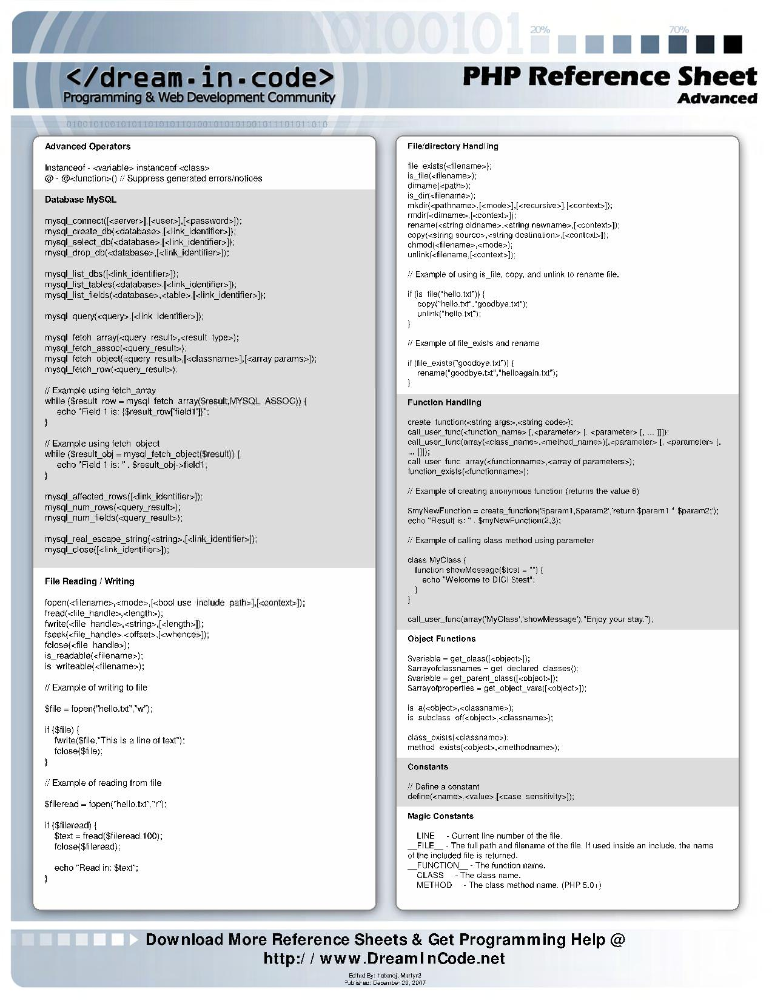 10100101
20%
70%
</dream.in.code>
Programming & Web Development Community
PHP Reference Sheet
Advanced
Advanced Operators
Instanceof - <variable> instanceof <class>
@ - @<function>() // Suppress generated errors/notices
Database MySQL
mysql_connect([<server>],[<user>],[<password>]);
mysql_create_db(<database>,[<link_identifier>]);
mysql_select_db(<database>,[<link_identifier>]);
mysql_drop_db(<database>,[<link_identifier>]);
mysql_list_dbs([<link_identifier>]);
mysql_list_tables(<database>,[<link_identifier>]);
mysql_list_fields(<database>,<table>,[<link_identifier>]);
mysql_query(<query>,[<link_identifier>]);
mysql_fetch_array(<query_result>,<result_type>);
mysql_fetch_assoc(<query_result>);
mysql_fetch_object(<query_result>,[<classname>],[<array params>]);
mysql_fetch_row(<query_result>);
// Example using fetch_array
while ($result_row = mysql_fetch_array($result,MYSQL_ASSOC)) {
echo "Field 1 is: {$result_row['field1']}";
}
// Example using fetch_object
while ($result_obj = mysql_fetch_object($result)) {
echo "Field 1 is: " . $result_obj->field1;
}
mysql_affected_rows([<link_identifier>]);
mysql_num_rows(<query_result>);
mysql_num_fields(<query_result>);
mysql_real_escape_string(<string>,[<link_identifier>]);
mysql_close([<link_identifier>]);
File Reading / Writing
fopen(<filename>,<mode>,[<bool use_include_path>],[<context>]);
fread(<file_handle>,<length>);
fwrite(<file_handle>,<string>,[<length>]);
fseek(<file_handle>,<offset>,[<whence>]);
fclose(<file_handle>);
is_readable(<filename>);
is_writeable(<filename>);
// Example of writing to file
$file = fopen("hello.txt","w");
if ($file) {
fwrite($file,"This is a line of text");
fclose($file);
}
// Example of reading from file
$fileread = fopen("hello.txt","r");
if ($fileread) {
$text = fread($fileread,100);
fclose($fileread);
echo "Read in: $text";
}
File/directory Handling
file_exists(<filename>);
is_file(<filename>);
dirname(<path>);
is_dir(<filename>);
mkdir(<pathname>,[<mode>],[<recursive>],[<context>]);
rmdir(<dirname>,[<context>]);
rename(<string oldname>,<string newname>,[<context>]);
copy(<string source>,<string destination>,[<context>]);
chmod(<filename>,<mode>);
unlink(<filename,[<context>]);
// Example of using is_file, copy, and unlink to rename file.
if (is_file("hello.txt")) {
copy("hello.txt","goodbye.txt");
unlink("hello.txt");
}
// Example of file_exists and rename
if (file_exists("goodbye.txt")) {
rename("goodbye.txt","helloagain.txt");
}
Function Handling
create_function(<string args>,<string code>);
call_user_func(<function_name> [,<parameter> [, <parameter> [, ... ]]]);
call_user_func(array(<class_name>,<method_name>)[,<parameter> [, <parameter> [,
... ]]]);
call_user_func_array(<functionname>,<array of parameters>);
function_exists(<functionname>);
// Example of creating anonymous function (returns the value 6)
$myNewFunction = create_function('$param1,$param2','return $param1 * $param2;');
echo "Result is: " . $myNewFunction(2,3);
// Example of calling class method using parameter
class MyClass {
function showMessage($test = "") {
echo "Welcome to DIC! $test";
}
}
call_user_func(array('MyClass','showMessage'),"Enjoy your stay.");
Object Functions
$variable = get_class([<object>]);
$arrayofclassnames = get_declared_classes();
$variable = get_parent_class([<object>]);
$arrayofproperties = get_object_vars([<object>]);
is_a(<object>,<classname>);
is_subclass_of(<object>,<classname>);
class_exists(<classname>);
method_exists(<object>,<methodname>);
Constants
// Define a constant
define(<name>,<value>,[<case_sensitivity>]);
Magic Constants
__LINE__ - Current line number of the file.
__FILE__ - The full path and filename of the file. If used inside an include, the name
of the included file is returned.
__FUNCTION__ - The function name.
__CLASS__ - The class name.
__METHOD__ - The class method name. (PHP 5.0+)
Download More Reference Sheets & Get Programming Help @
http://www.DreamInCode.net
Edited By: hotsnoj, Martyr2
Published: December 20, 2007